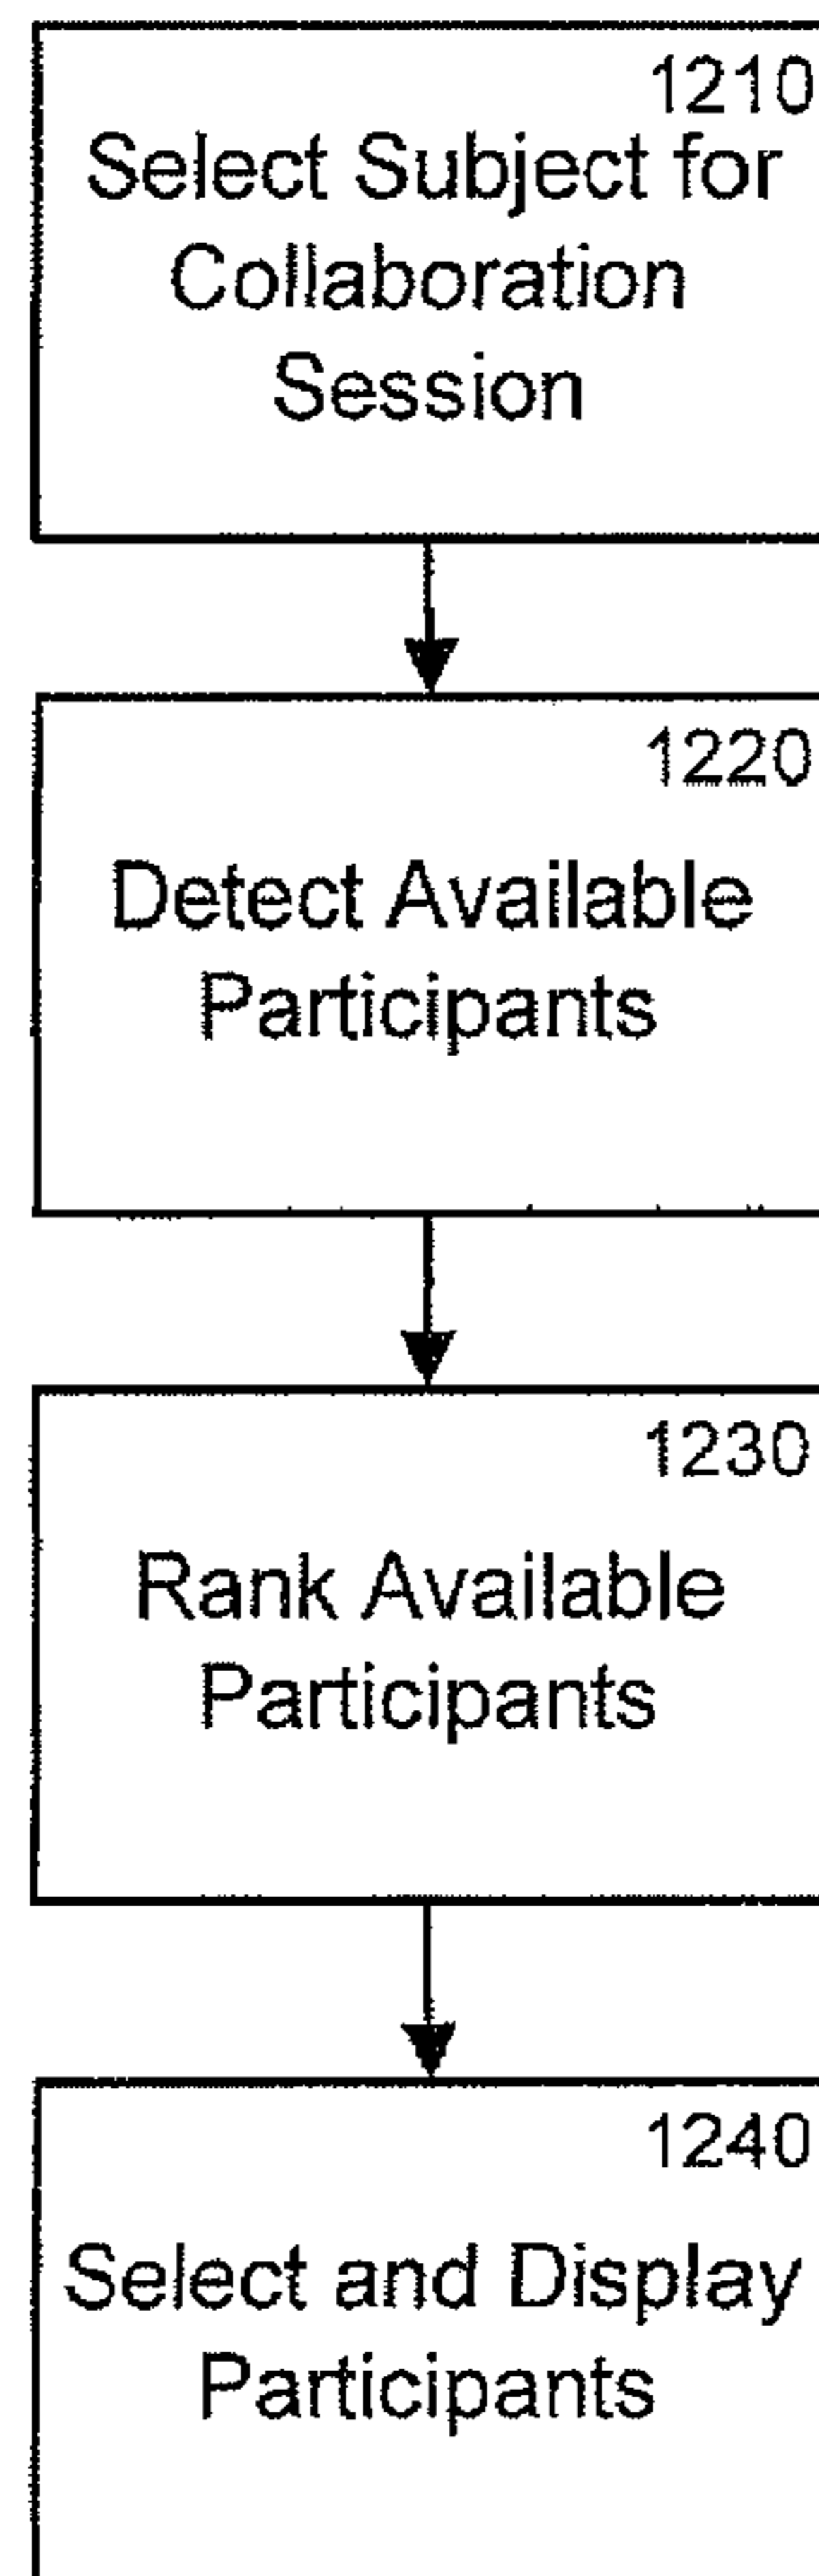 1210
Select Subject for
Collaboration
Session
1220
Detect Available
Participants
1230
Rank Available
Participants
1240
Select and Display
Participants